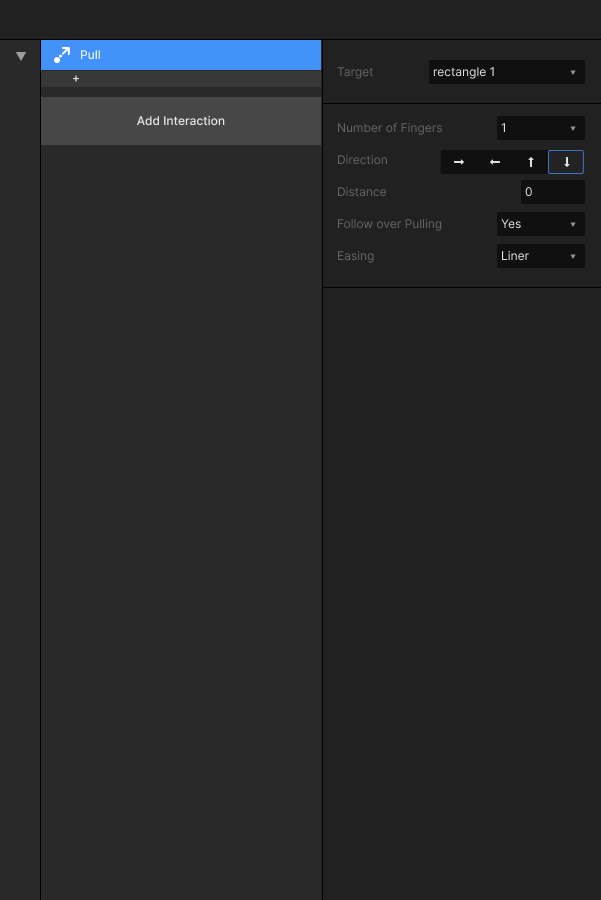 Pull
+
Add Interaction
Target
rectangle 1
Number of Fingers
1
Direction
Distance
0
Follow over Pulling
Yes
Easing
Liner